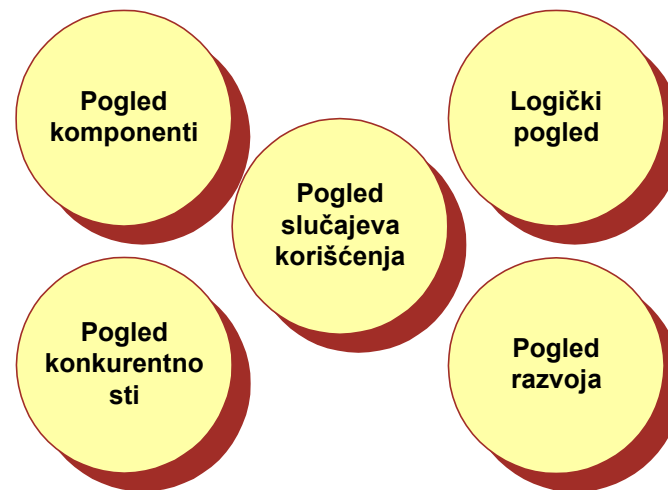 Pogled
komponenti
Logički
pogled
Pogled
slučajeva
korišćenja
Pogled
konkurentno
sti
Pogled
razvoja